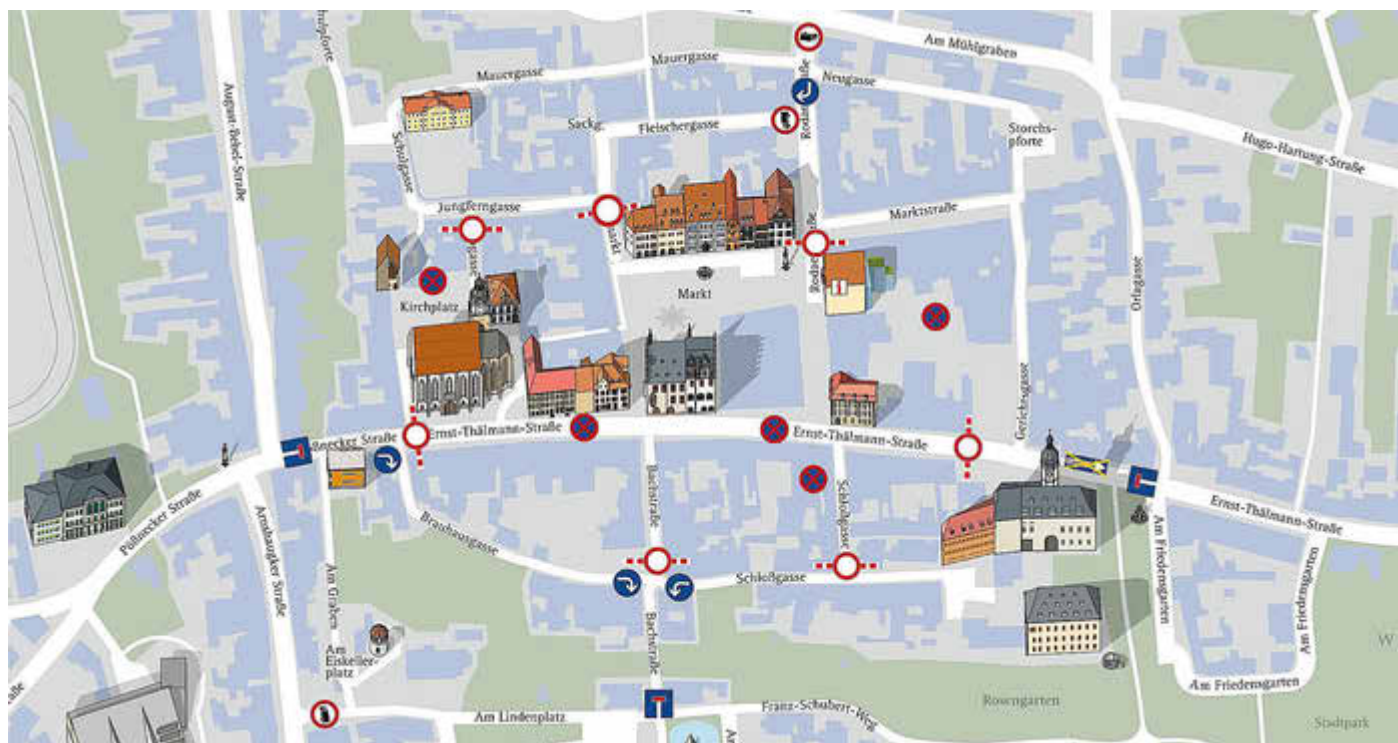 Am Mühlgraben
Mauergasse
Mauergasse
Neugasse
August-Bebel-Straße
Sackg.
Fleischergasse
Storchs-
pforte
Hugo-Hartung-Straße
Schulgasse
Jungferngasse
Marktstraße
Orlagasse
Kirchplatz
Markt
Gerichtsgasse
Ernst-Thälmann-Straße
Ernst-Thälmann-Straße
Ernst-Thälmann-Straße
Pößnecker Straße
Arnshaugker Straße
Am Graben
Brauhausgasse
Bachstraße
Schloßgasse
Schloßgasse
Am Friedensgarten
Am Friedensgarten
Am Friedensgarten
Am
Eiskeller-
platz
Bachstraße
Am Lindenplatz
Franz-Schubert-Weg
Rosengarten
Stadtpark
W